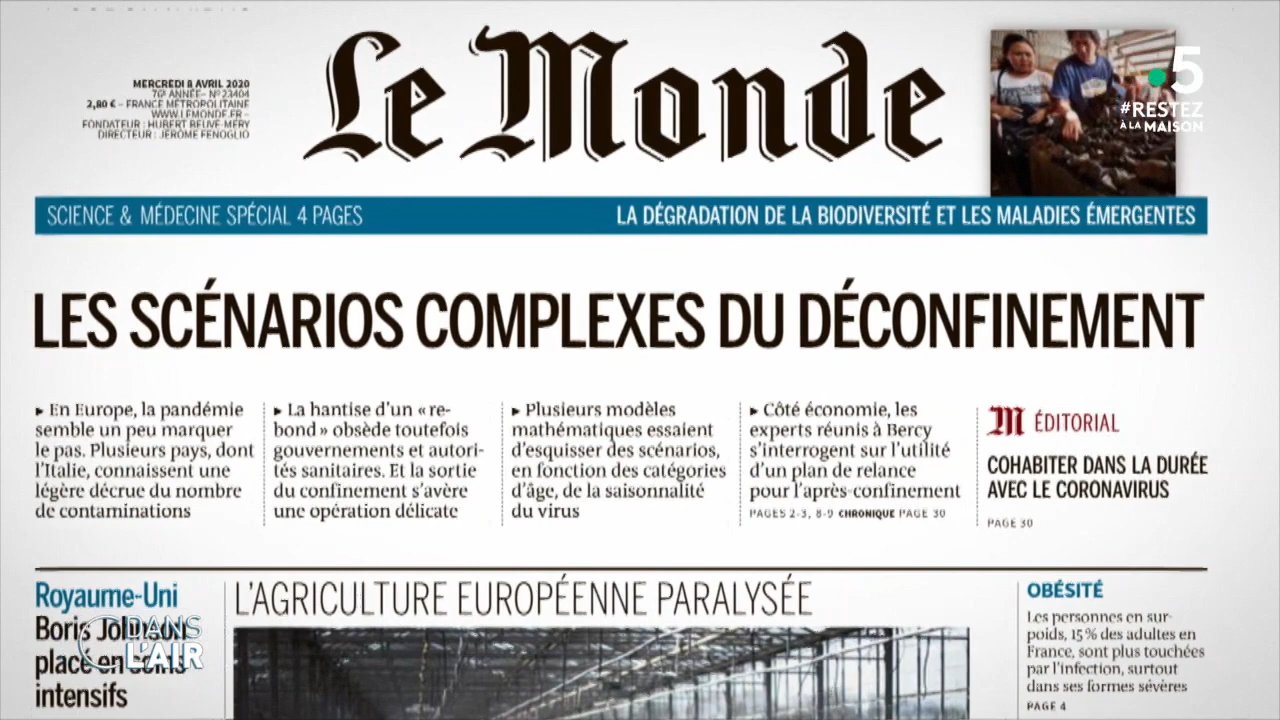 MERCREDI 8 AVRIL 2020
76E ANNÉE – No 23404
2,80 € – FRANCE MÉTROPOLITAINE
WWW.LEMONDE.FR –
FONDATEUR : HUBERT BEUVE-MÉRY
DIRECTEUR : JÉRÔME FENOGLIO
Le Monde
5
#RESTEZ
À LA MAISON
SCIENCE & MÉDECINE SPÉCIAL 4 PAGES
LA DÉGRADATION DE LA BIODIVERSITÉ ET LES MALADIES ÉMERGENTES
LES SCÉNARIOS COMPLEXES DU DÉCONFINEMENT
▸ En Europe, la pandémie
semble un peu marquer
le pas. Plusieurs pays, dont
l'Italie, connaissent une
légère décrue du nombre
de contaminations
▸ La hantise d'un « re-
bond » obsède toutefois
gouvernements et autori-
tés sanitaires. Et la sortie
du confinement s'avère
une opération délicate
▸ Plusieurs modèles
mathématiques essaient
d'esquisser des scénarios,
en fonction des catégories
d'âge, de la saisonnalité
du virus
▸ Côté économie, les
experts réunis à Bercy
s'interrogent sur l'utilité
d'un plan de relance
pour l'après-confinement
PAGES 2-3, 8-9 CHRONIQUE PAGE 30
M ÉDITORIAL
COHABITER DANS LA DURÉE
AVEC LE CORONAVIRUS
PAGE 30
Royaume-Uni
Boris Johnson
placé en soins
intensifs
C DANS
L'AIR
L'AGRICULTURE EUROPÉENNE PARALYSÉE
OBÉSITÉ
Les personnes en sur-
poids, 15 % des adultes en
France, sont plus touchées
par l'infection, surtout
dans ses formes sévères
PAGE 4